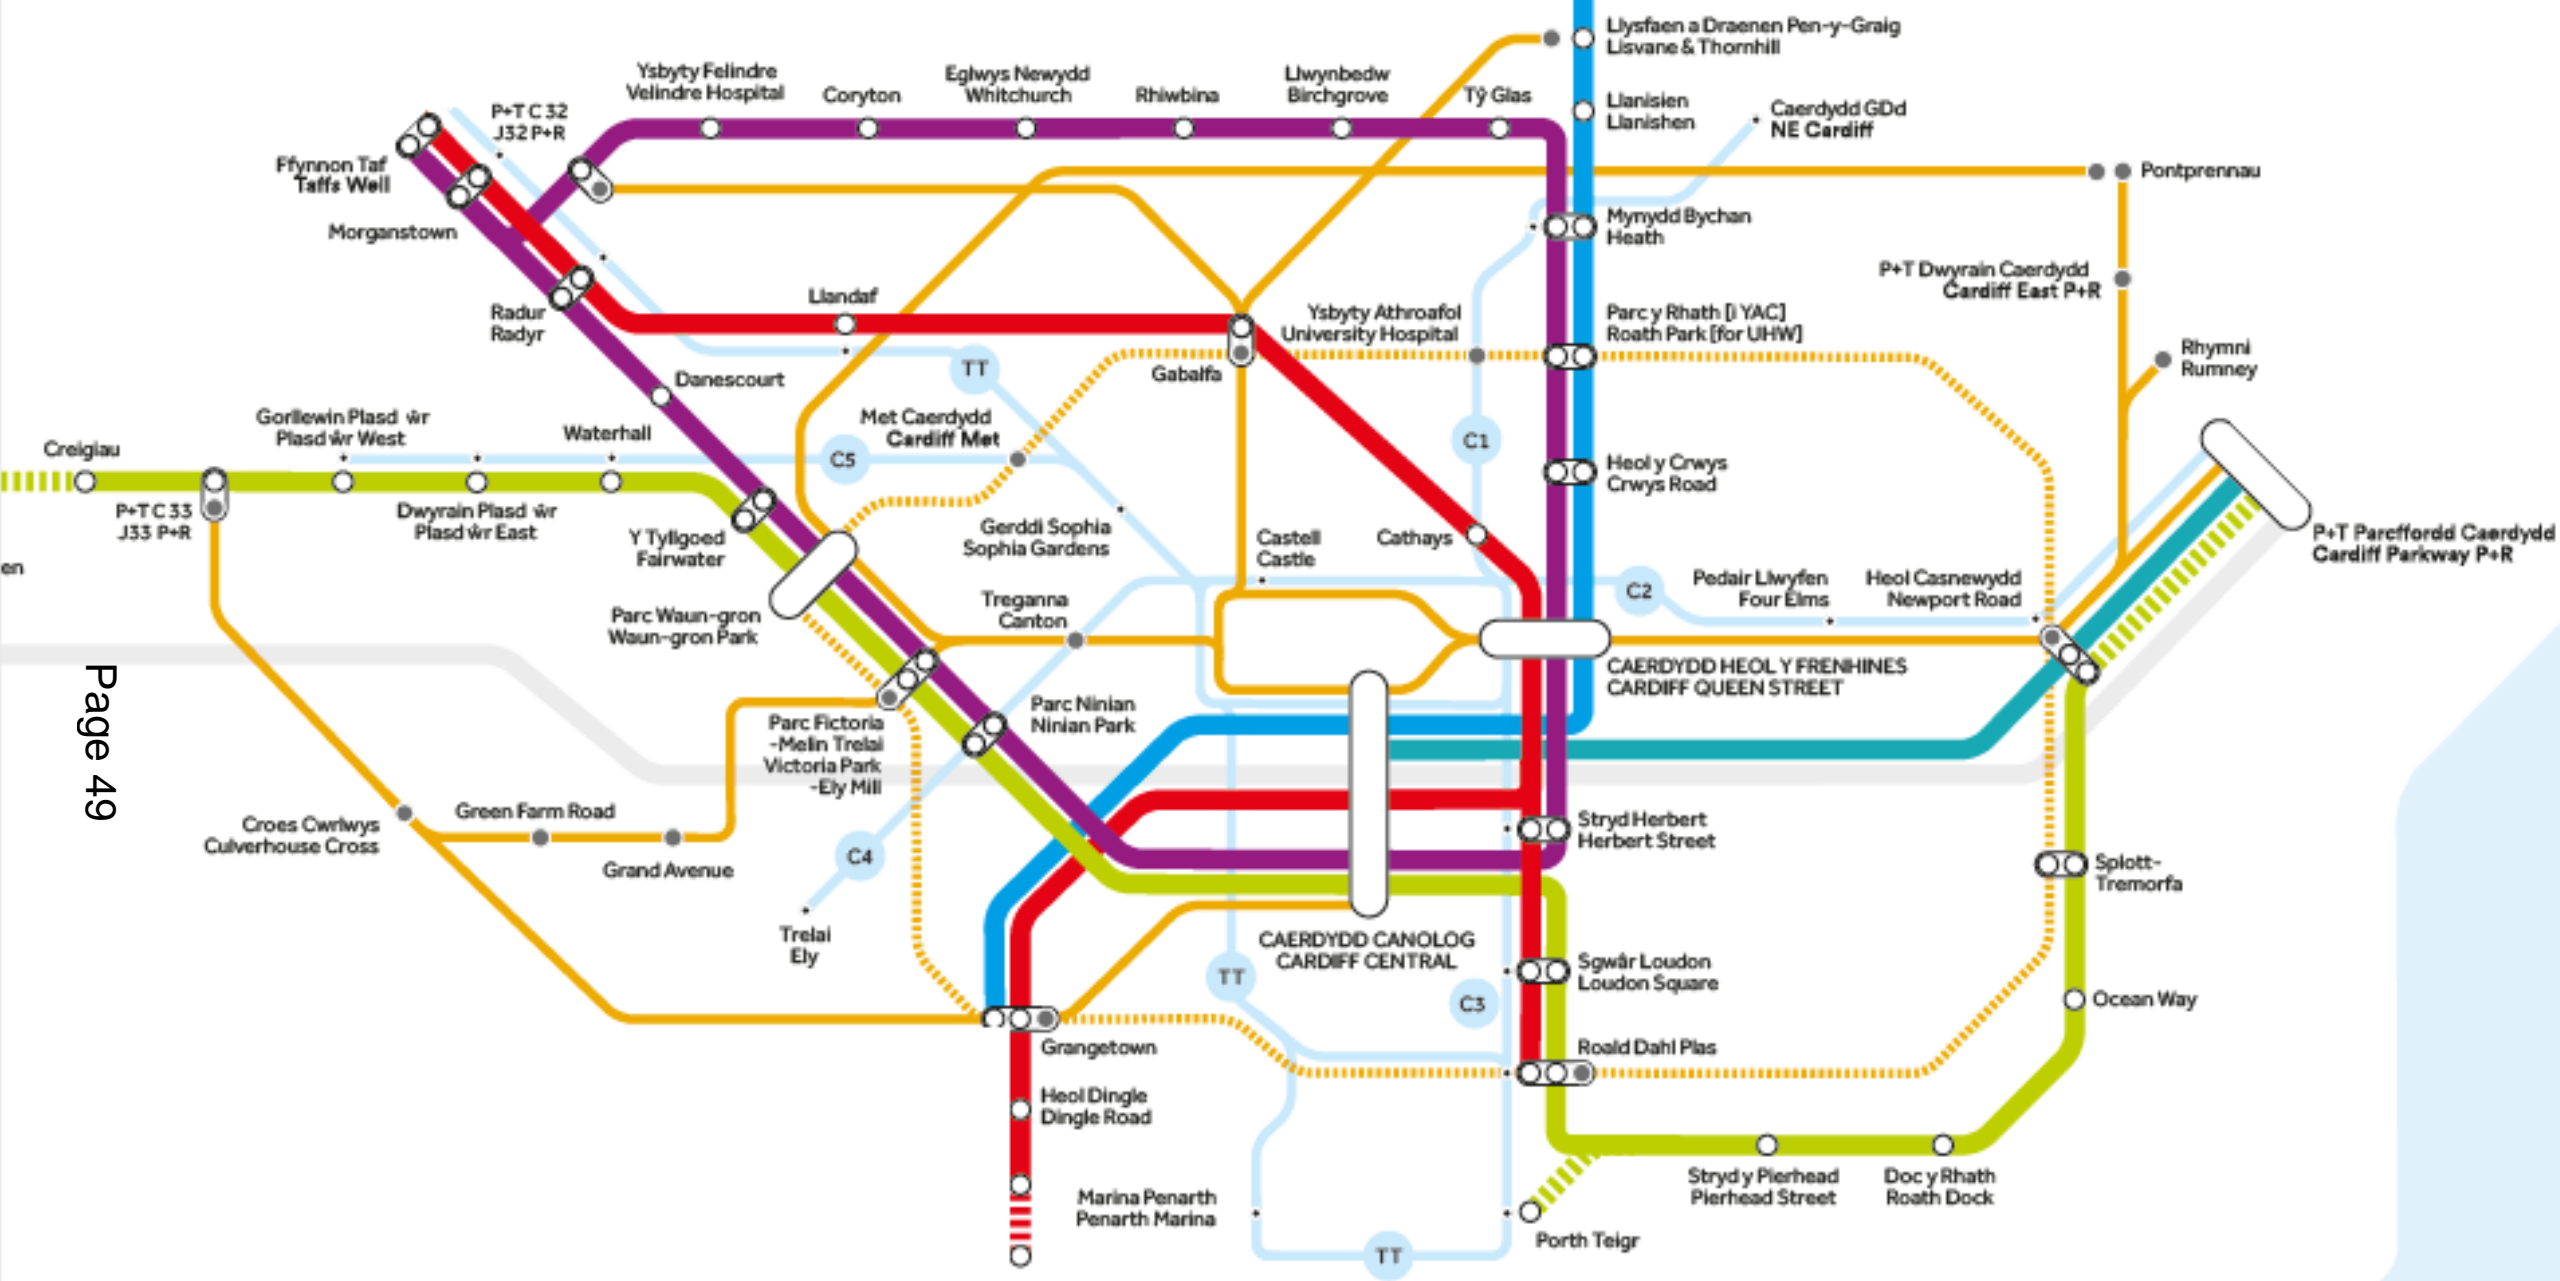 Llysfaen a Draenen Pen-y-Graig
Lisvane & Thornhill
Ysbyty Felindre
Velindre Hospital
Coryton
Eglwys Newydd
Whitchurch
Rhiwbina
Llwynbedw
Birchgrove
Tŷ Glas
Llanisien
Llanishen
Caerdydd GDd
NE Cardiff
P+T C 32
J32 P+R
Ffynnon Taf
Taffs Well
Morganstown
Pontprennau
Mynydd Bychan
Heath
P+T Dwyrain Caerdydd
Cardiff East P+R
Radur
Radyr
Llandaf
Ysbyty Athroafol
University Hospital
Parc y Rhath [i YAC]
Roath Park [for UHW]
Rhymni
Rumney
TT
Gabalfa
Danescourt
Creigiau
Gorllewin Plasd ŵr
Plasdŵr West
Waterhall
Met Caerdydd
Cardiff Met
C5
C1
Heol y Crwys
Crwys Road
P+T C 33
J33 P+R
Dwyrain Plasd ŵr
Plasdŵr East
Y Tyllgoed
Fairwater
Gerddi Sophia
Sophia Gardens
Castell
Castle
Cathays
P+T Parcffordd Caerdydd
Cardiff Parkway P+R
en
C2
Pedair Llwyfen
Four Elms
Heol Casnewydd
Newport Road
Parc Waun-gron
Waun-gron Park
Treganna
Canton
CAERDYDD HEOL Y FRENHINES
CARDIFF QUEEN STREET
Page 49
Parc Ninian
Ninian Park
Parc Fictoria
-Melin Trelai
Victoria Park
-Ely Mill
Croes Cwrlwys
Culverhouse Cross
Green Farm Road
Grand Avenue
C4
Stryd Herbert
Herbert Street
Splott-
Tremorfa
Trelai
Ely
CAERDYDD CANOLOG
CARDIFF CENTRAL
TT
C3
Sgwâr Loudon
Loudon Square
Ocean Way
Grangetown
Roald Dahl Plas
Heol Dingle
Dingle Road
Marina Penarth
Penarth Marina
Stryd y Pierhead
Pierhead Street
Doc y Rhath
Roath Dock
Porth Teigr
TT